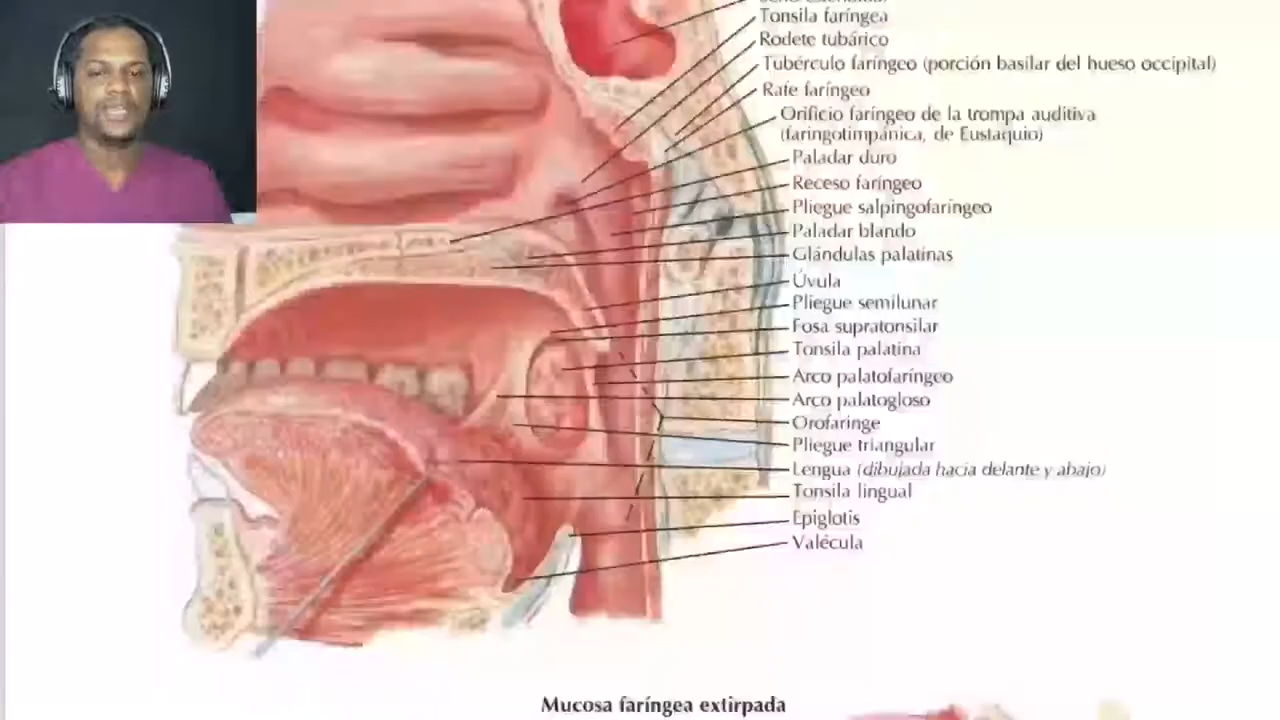 Tonsila faríngea
Rodete tubárico
Tubérculo faríngeo (porción basilar del hueso occipital)
Rafe faríngeo
Orificio faríngeo de la trompa auditiva
(faringotimpánica, de Eustaquio)
Paladar duro
Receso faríngeo
Pliegue salpingofaríngeo
Paladar blando
Glándulas palatinas
Úvula
Pliegue semilunar
Fosa supratonsilar
Tonsila palatina
Arco palatofaríngeo
Arco palatogloso
Orofaringe
Pliegue triangular
Lengua (dibujada hacia delante y abajo)
Tonsila lingual
Epiglotis
Valécula
Mucosa faríngea extirpada